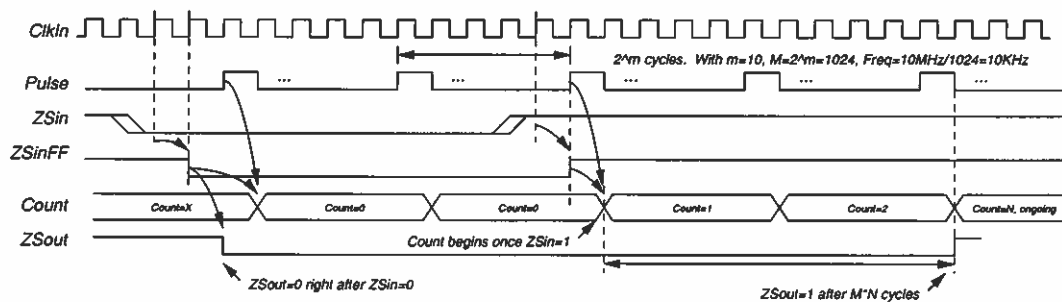 ClkIn
2^m cycles. With m=10, M=2^m=1024, Freq=10MHz/1024=10KHz
Pulse
... ... ... ...
ZSin
ZSinFF
Count
Count=X Count=0 Count=0 Count=1 Count=2 Count=N, ongoing
ZSout
Count begins once ZSin=1
ZSout=0 right after ZSin=0
ZSout=1 after M*N cycles